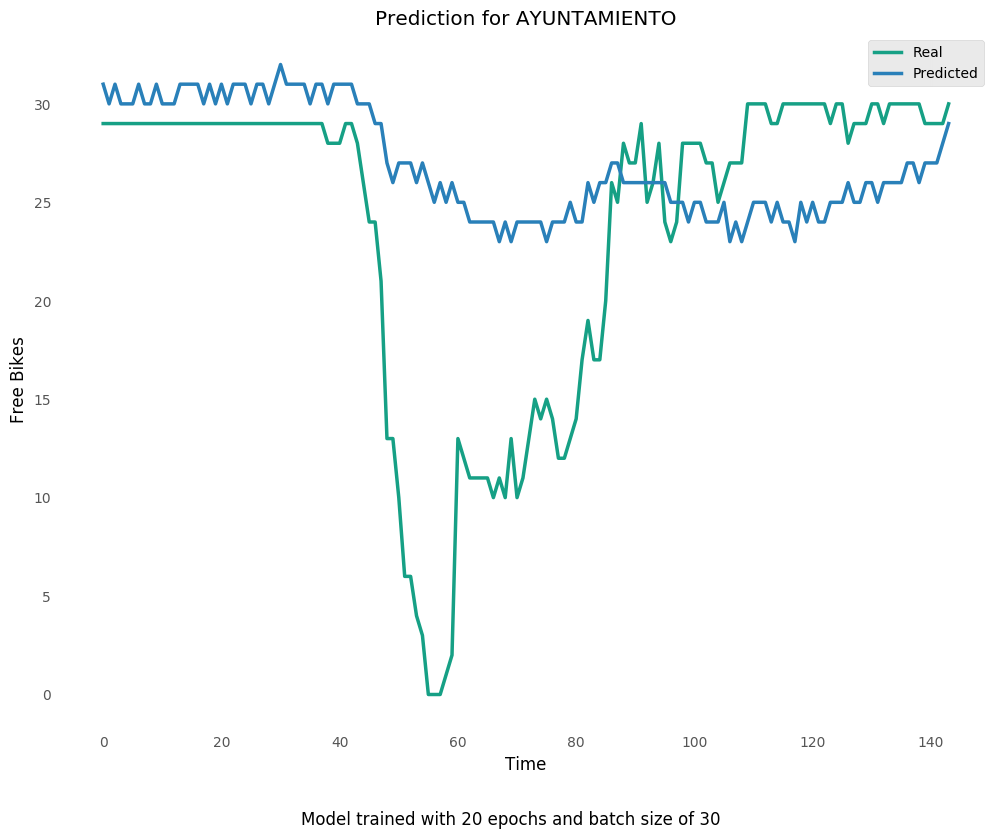 Prediction for AYUNTAMIENTO
Real
Predicted
30
25
20
15
10
5
0
Free Bikes
0 20 40 60 80 100 120 140
Time
Model trained with 20 epochs and batch size of 30